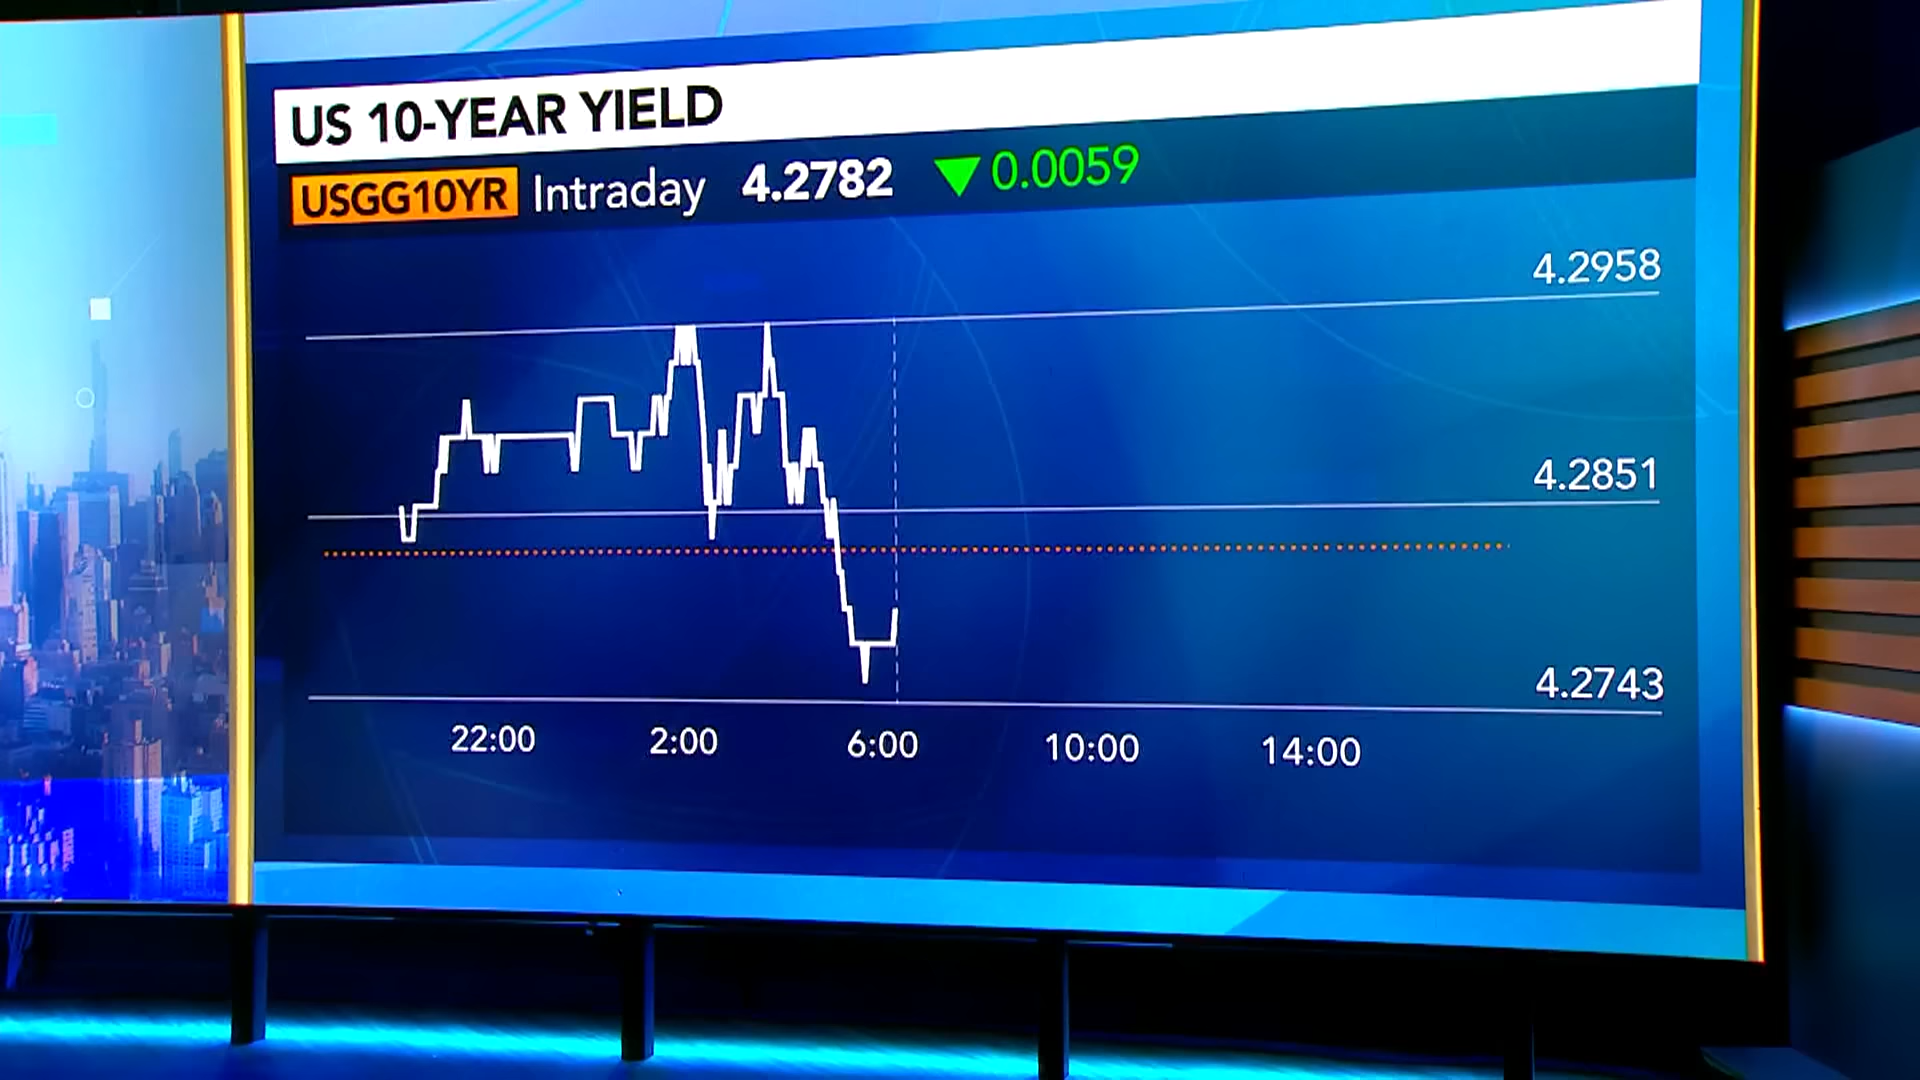 US 10-YEAR YIELD
USGG10YR Intraday 4.2782 ▼0.0059
4.2958
4.2851
4.2743
22:00 2:00 6:00 10:00 14:00